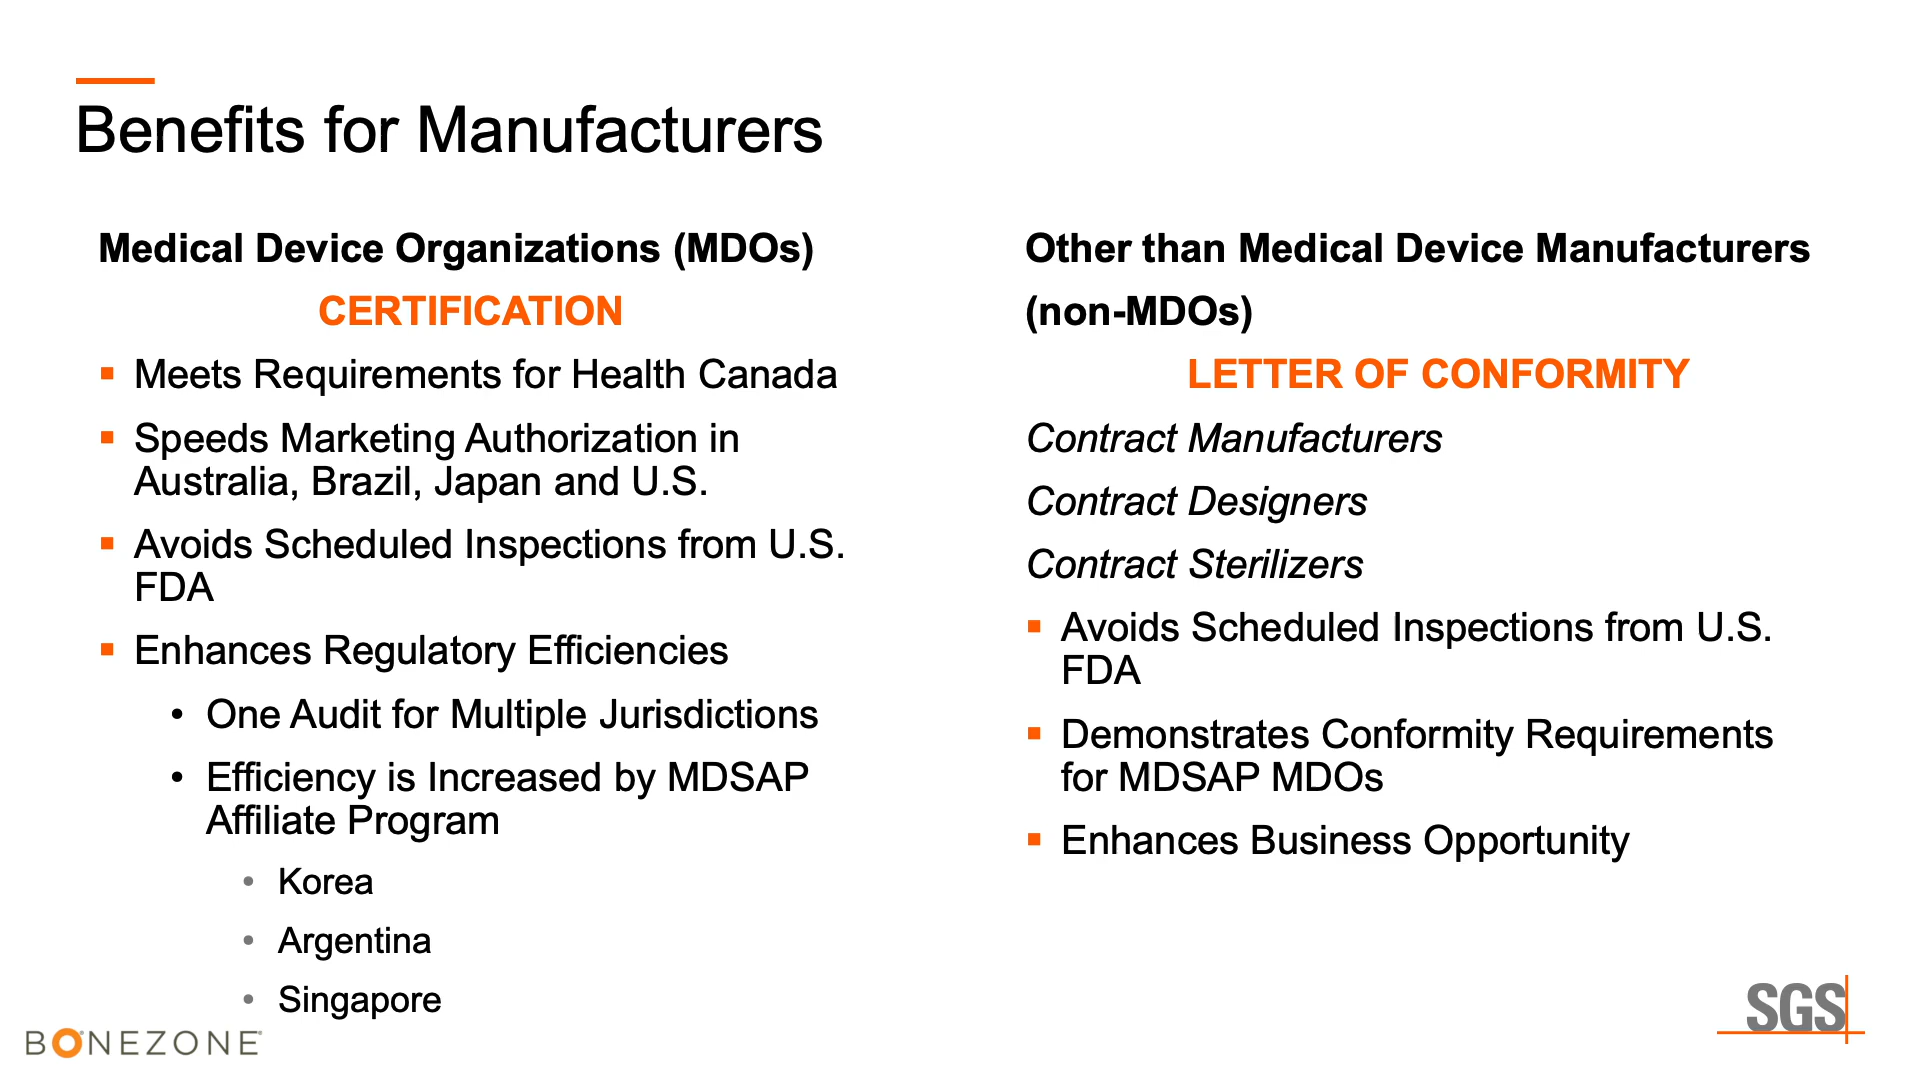 Benefits for Manufacturers
Medical Device Organizations (MDOs)
CERTIFICATION
▪ Meets Requirements for Health Canada
▪ Speeds Marketing Authorization in
Australia, Brazil, Japan and U.S.
▪ Avoids Scheduled Inspections from U.S.
FDA
▪ Enhances Regulatory Efficiencies
• One Audit for Multiple Jurisdictions
• Efficiency is Increased by MDSAP
Affiliate Program
• Korea
• Argentina
• Singapore
Other than Medical Device Manufacturers
(non-MDOs)
LETTER OF CONFORMITY
Contract Manufacturers
Contract Designers
Contract Sterilizers
▪ Avoids Scheduled Inspections from U.S.
FDA
▪ Demonstrates Conformity Requirements
for MDSAP MDOs
▪ Enhances Business Opportunity
BONEZONE
SGS